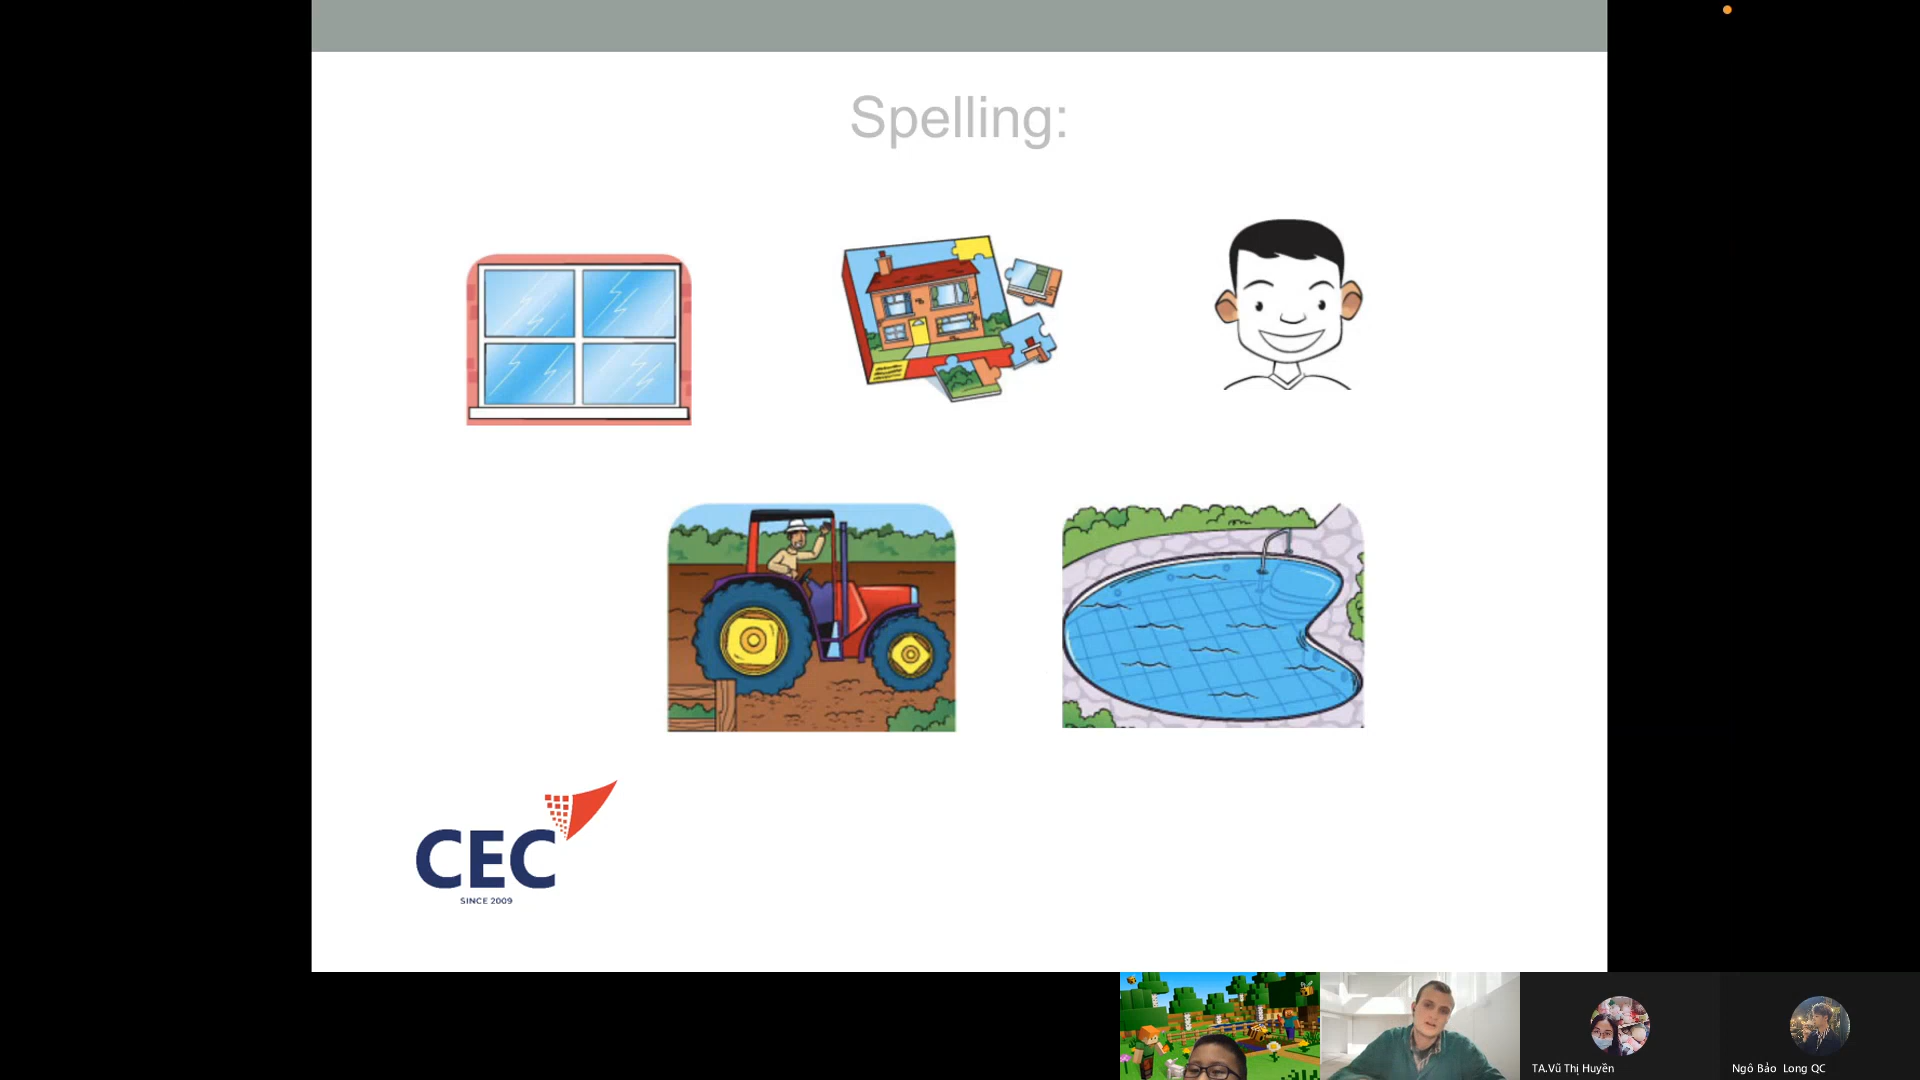 Spelling:
CEC
SINCE 2009
TA.Vũ Thị Huyền
Ngô Bảo Long QC